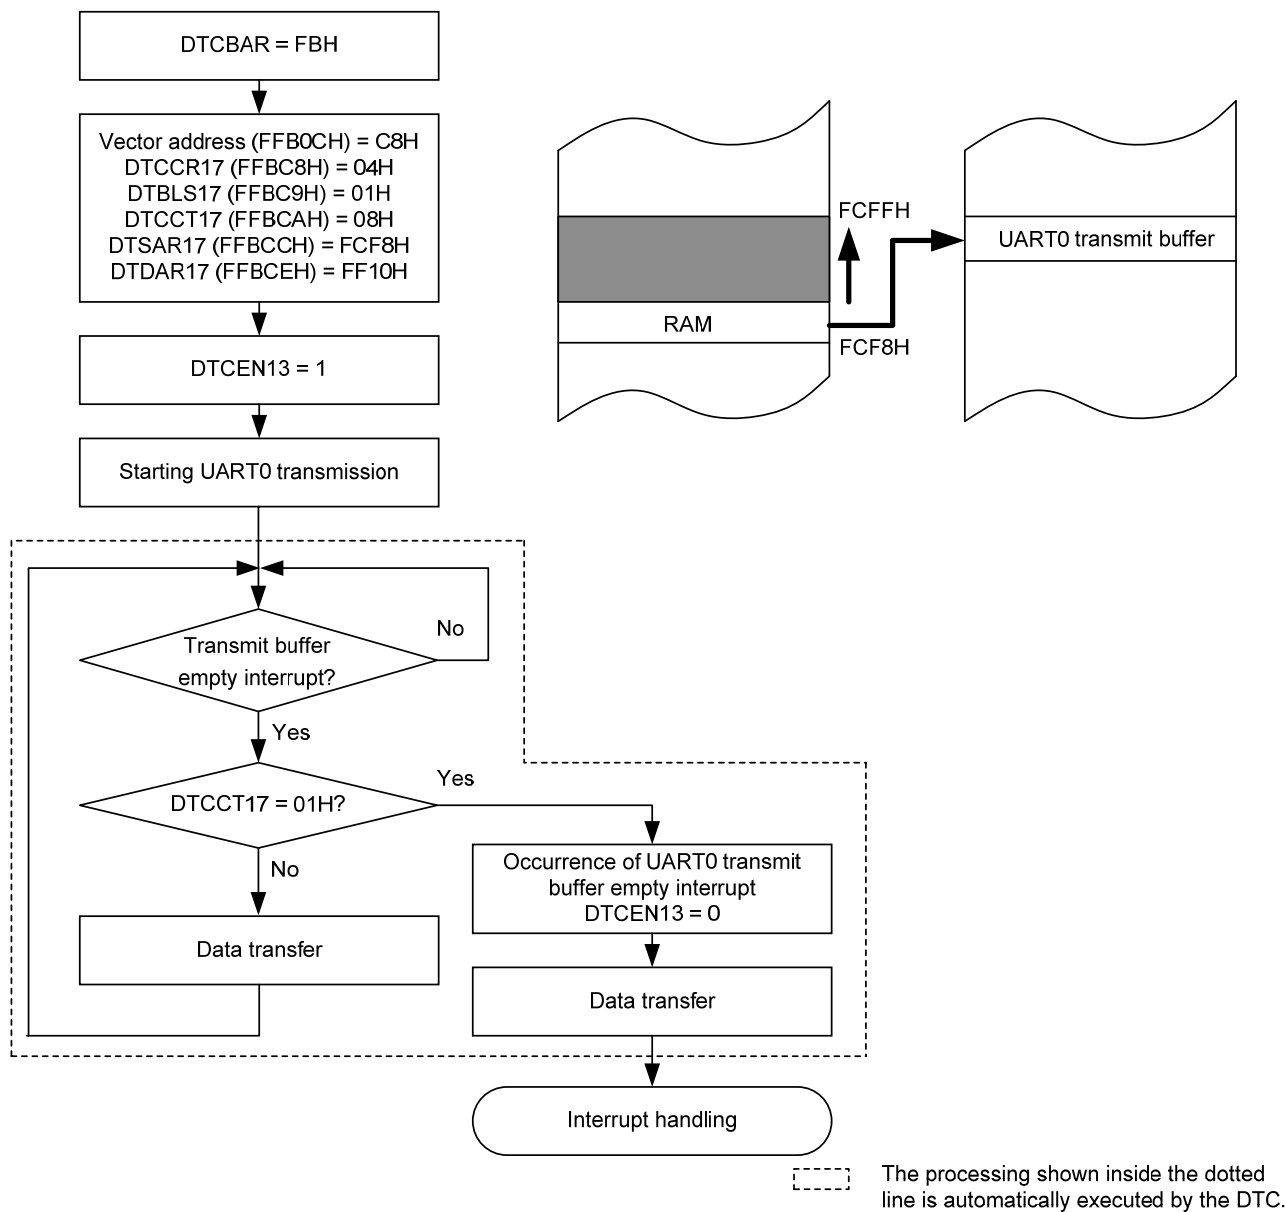 DTCBAR = FBH
Vector address (FFB0CH) = C8H
DTCCR17 (FFBC8H) = 04H
DTBLS17 (FFBC9H) = 01H
DTCCT17 (FFBCAH) = 08H
DTSAR17 (FFBCCH) = FCF8H
DTDAR17 (FFBCEH) = FF10H
DTCEN13 = 1
Starting UART0 transmission
FCFFH
RAM
FCF8H
UART0 transmit buffer
Transmit buffer
empty interrupt?
No
Yes
DTCCT17 = 01H?
Yes
No
Data transfer
Occurrence of UART0 transmit
buffer empty interrupt
DTCEN13 = 0
Data transfer
Interrupt handling
The processing shown inside the dotted
line is automatically executed by the DTC.